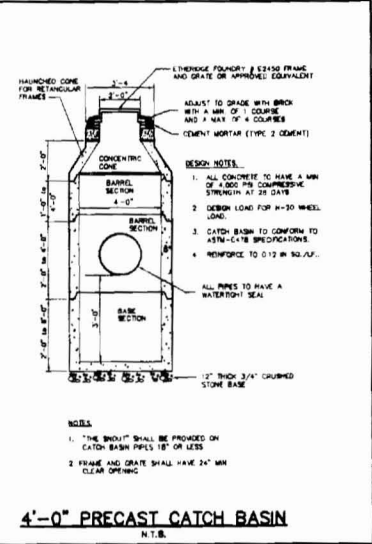 ETHERIDGE FOUNDRY # E2450 FRAME
AND GRATE OR APPROVED EQUIVALENT
3'-4
2'-0"
HAUNCHED CONE
FOR RETANGULAR
FRAMES
ADJUST TO GRADE WITH BRICK
WITH A MIN OF 1 COURSE
AND A MAX OF 4 COURSES
CEMENT MORTAR (TYPE 2 CEMENT)
CONCENTRIC
CONE
BARREL
SECTION
4'-0"
BARREL
SECTION
BASE
SECTION
3'-0"
DESIGN NOTES.
1. ALL CONCRETE TO HAVE A MIN
OF 4,000 PSI COMPRESSIVE
STRENGTH AT 28 DAYS
2 DESIGN LOAD FOR H-20 WHEEL
LOAD.
3. CATCH BASIN TO CONFORM TO
ASTM-C478 SPECIFICATIONS.
4 REINFORCE TO 0.12 IN SQ./LF..
ALL PIPES TO HAVE A
WATERTIGHT SEAL
12" THICK 3/4" CRUSHED
STONE BASE
NOTES
1. "THE SNOUT" SHALL BE PROVIDED ON
CATCH BASIN PIPES 18" OR LESS
2 FRAME AND GRATE SHALL HAVE 24" MIN
CLEAR OPENING
4'-0" PRECAST CATCH BASIN
N.T.S.